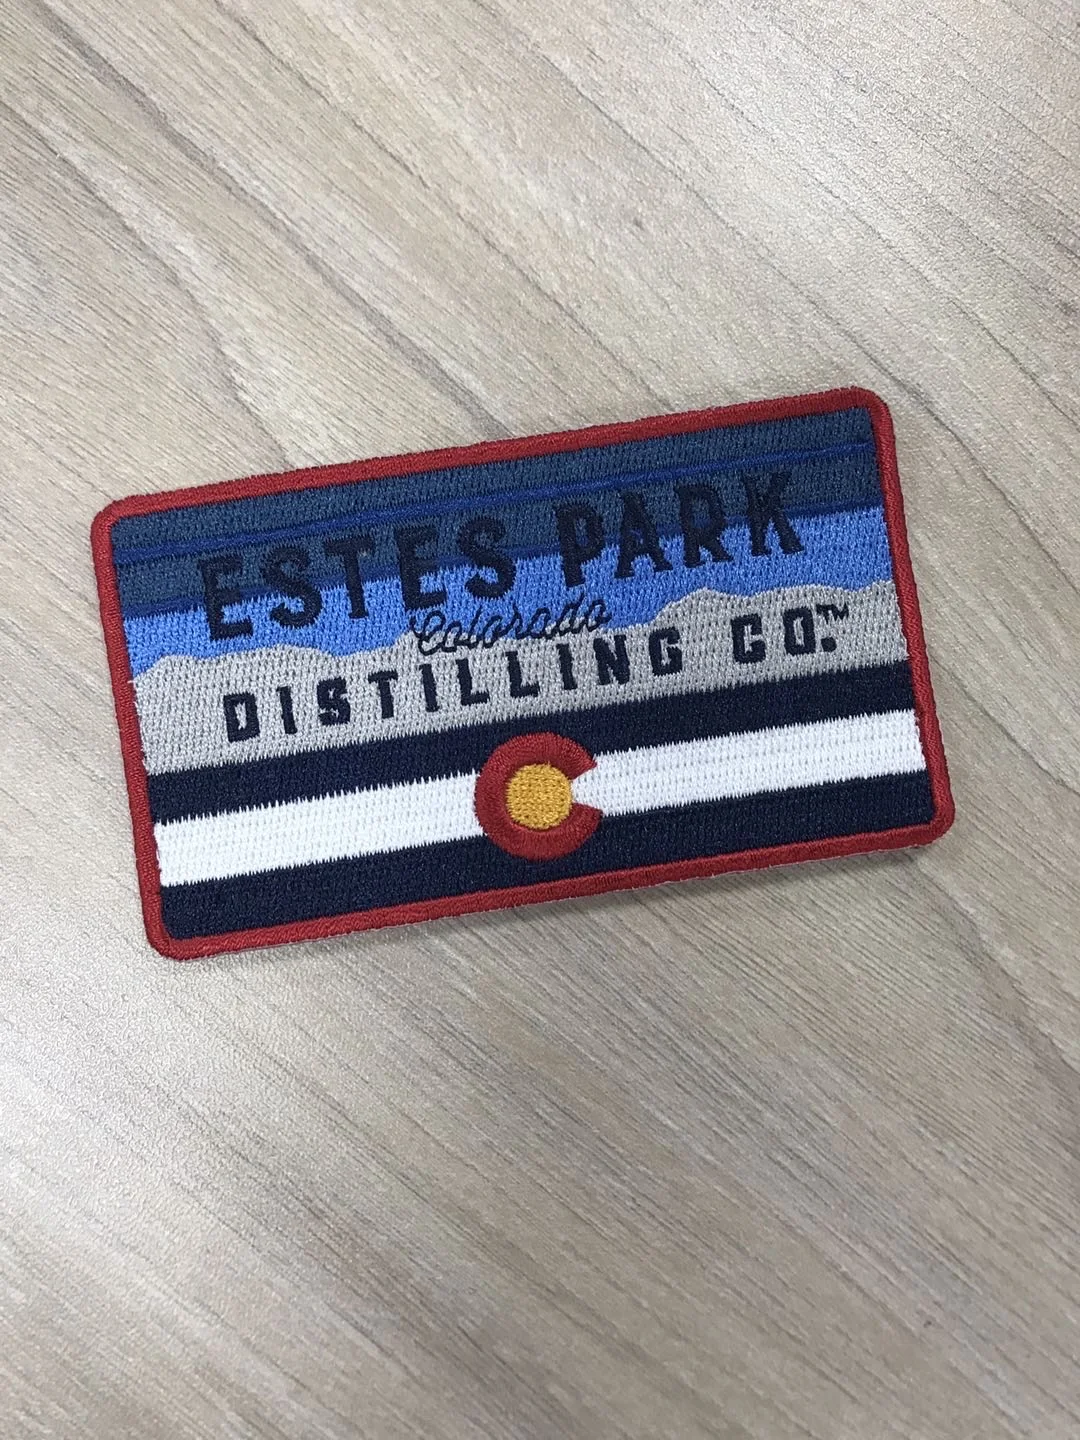 ESTES PARK
Colorado
DISTILLING CO.™